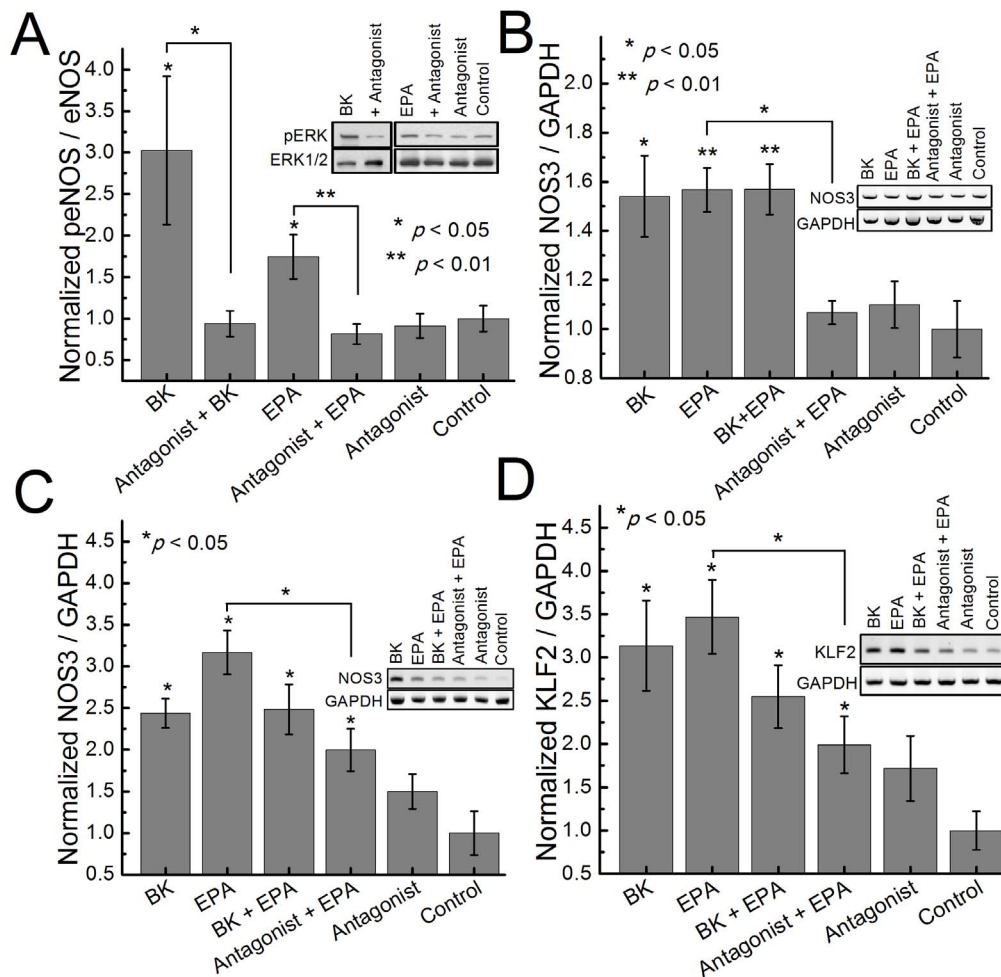 A
Normalized peNOS / eNOS
4.0
3.5
3.0
2.5
2.0
1.5
1.0
0.5
*
*
**
*
BK
+ Antagonist
EPA
+ Antagonist
Antagonist
Control
pERK
ERK1/2
* p < 0.05
** p < 0.01
BK
Antagonist + BK
EPA
Antagonist + EPA
Antagonist
Control
B
Normalized NOS3 / GAPDH
2.0
1.8
1.6
1.4
1.2
1.0
0.8
* p < 0.05
** p < 0.01
*
*
**
**
BK
EPA
BK + EPA
Antagonist + EPA
Antagonist
Control
NOS3
GAPDH
BK
EPA
BK+EPA
Antagonist + EPA
Antagonist
Control
C
Normalized NOS3 / GAPDH
4.5
4.0
3.5
3.0
2.5
2.0
1.5
1.0
0.5
*p < 0.05
*
*
*
*
*
BK
EPA
BK + EPA
Antagonist + EPA
Antagonist
Control
NOS3
GAPDH
BK
EPA
BK + EPA
Antagonist + EPA
Antagonist
Control
D
Normalized KLF2 / GAPDH
4.5
4.0
3.5
3.0
2.5
2.0
1.5
1.0
0.5
*p < 0.05
*
*
*
*
*
BK
EPA
BK + EPA
Antagonist + EPA
Antagonist
Control
KLF2
GAPDH
BK
EPA
BK + EPA
Antagonist + EPA
Antagonist
Control